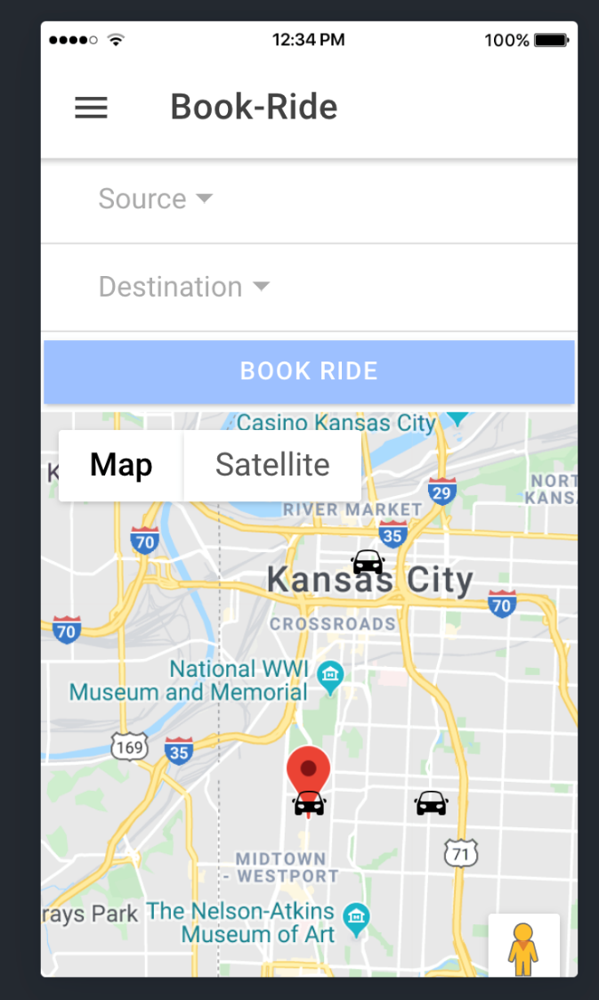 12:34 PM 100%
Book-Ride
Source
Destination
BOOK RIDE
Casino Kansas City
Map Satellite
K
NORT
KANS
29
RIVER MARKET
35
70
Kansas City
70
CROSSROADS
70
National WWI
Museum and Memorial
169
35
MIDTOWN
- WESTPORT
71
rays Park
The Nelson-Atkins
Museum of Art